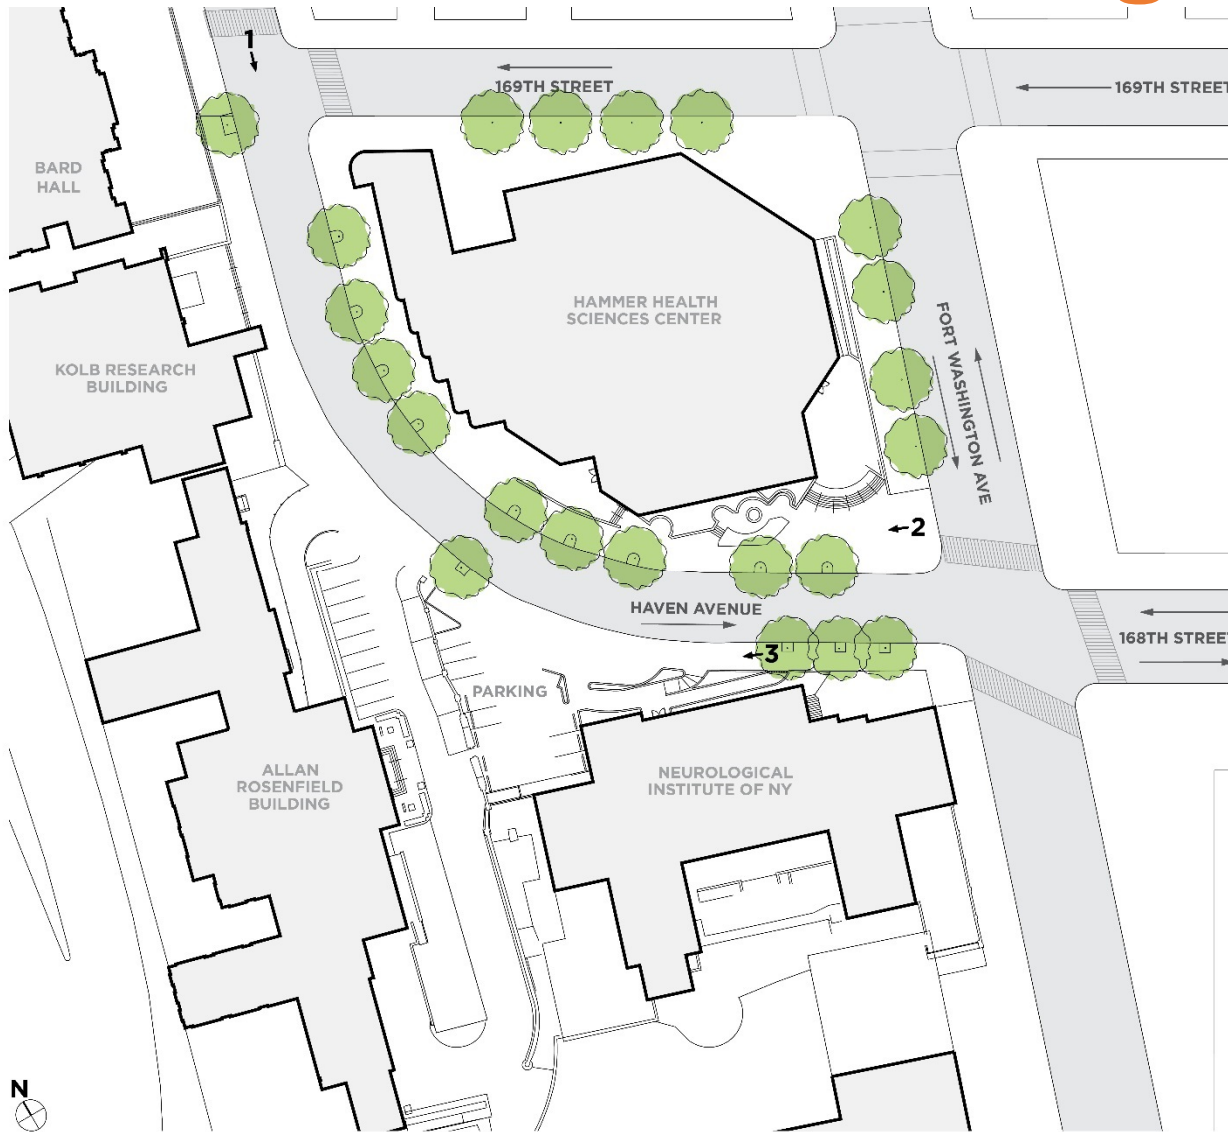 1
169TH STREET
169TH STREET
BARD
HALL
HAMMER HEALTH
SCIENCES CENTER
FORT WASHINGTON AVE
KOLB RESEARCH
BUILDING
2
HAVEN AVENUE
168TH STREET
3
PARKING
ALLAN
ROSENFIELD
BUILDING
NEUROLOGICAL
INSTITUTE OF NY
N